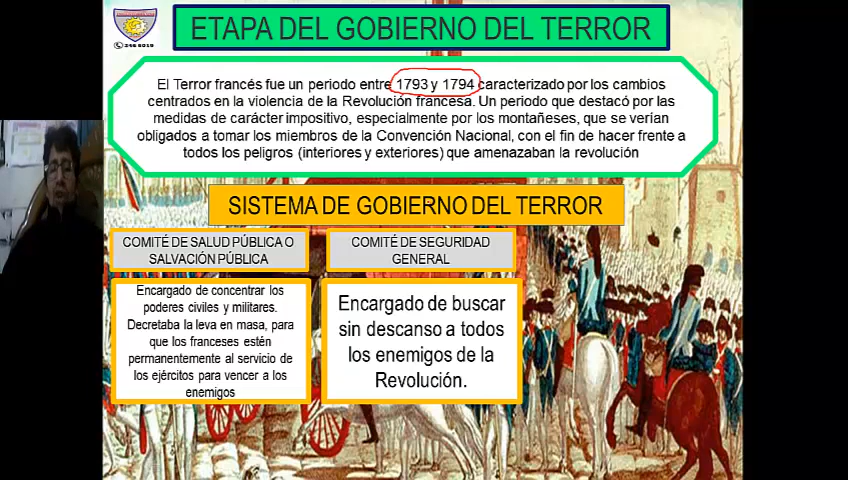 ETAPA DEL GOBIERNO DEL TERROR
246 6019
El Terror francés fue un periodo entre 1793 y 1794 caracterizado por los cambios
centrados en la violencia de la Revolución francesa. Un periodo que destacó por las
medidas de carácter impositivo, especialmente por los montañeses, que se verían
obligados a tomar los miembros de la Convención Nacional, con el fin de hacer frente a
todos los peligros (interiores y exteriores) que amenazaban la revolución
SISTEMA DE GOBIERNO DEL TERROR
COMITÉ DE SALUD PÚBLICA O
SALVACIÓN PÚBLICA
Encargado de concentrar los
poderes civiles y militares.
Decretaba la leva en masa, para
que los franceses estén
permanentemente al servicio de
los ejércitos para vencer a los
enemigos
COMITÉ DE SEGURIDAD
GENERAL
Encargado de buscar
sin descanso a todos
los enemigos de la
Revolución.